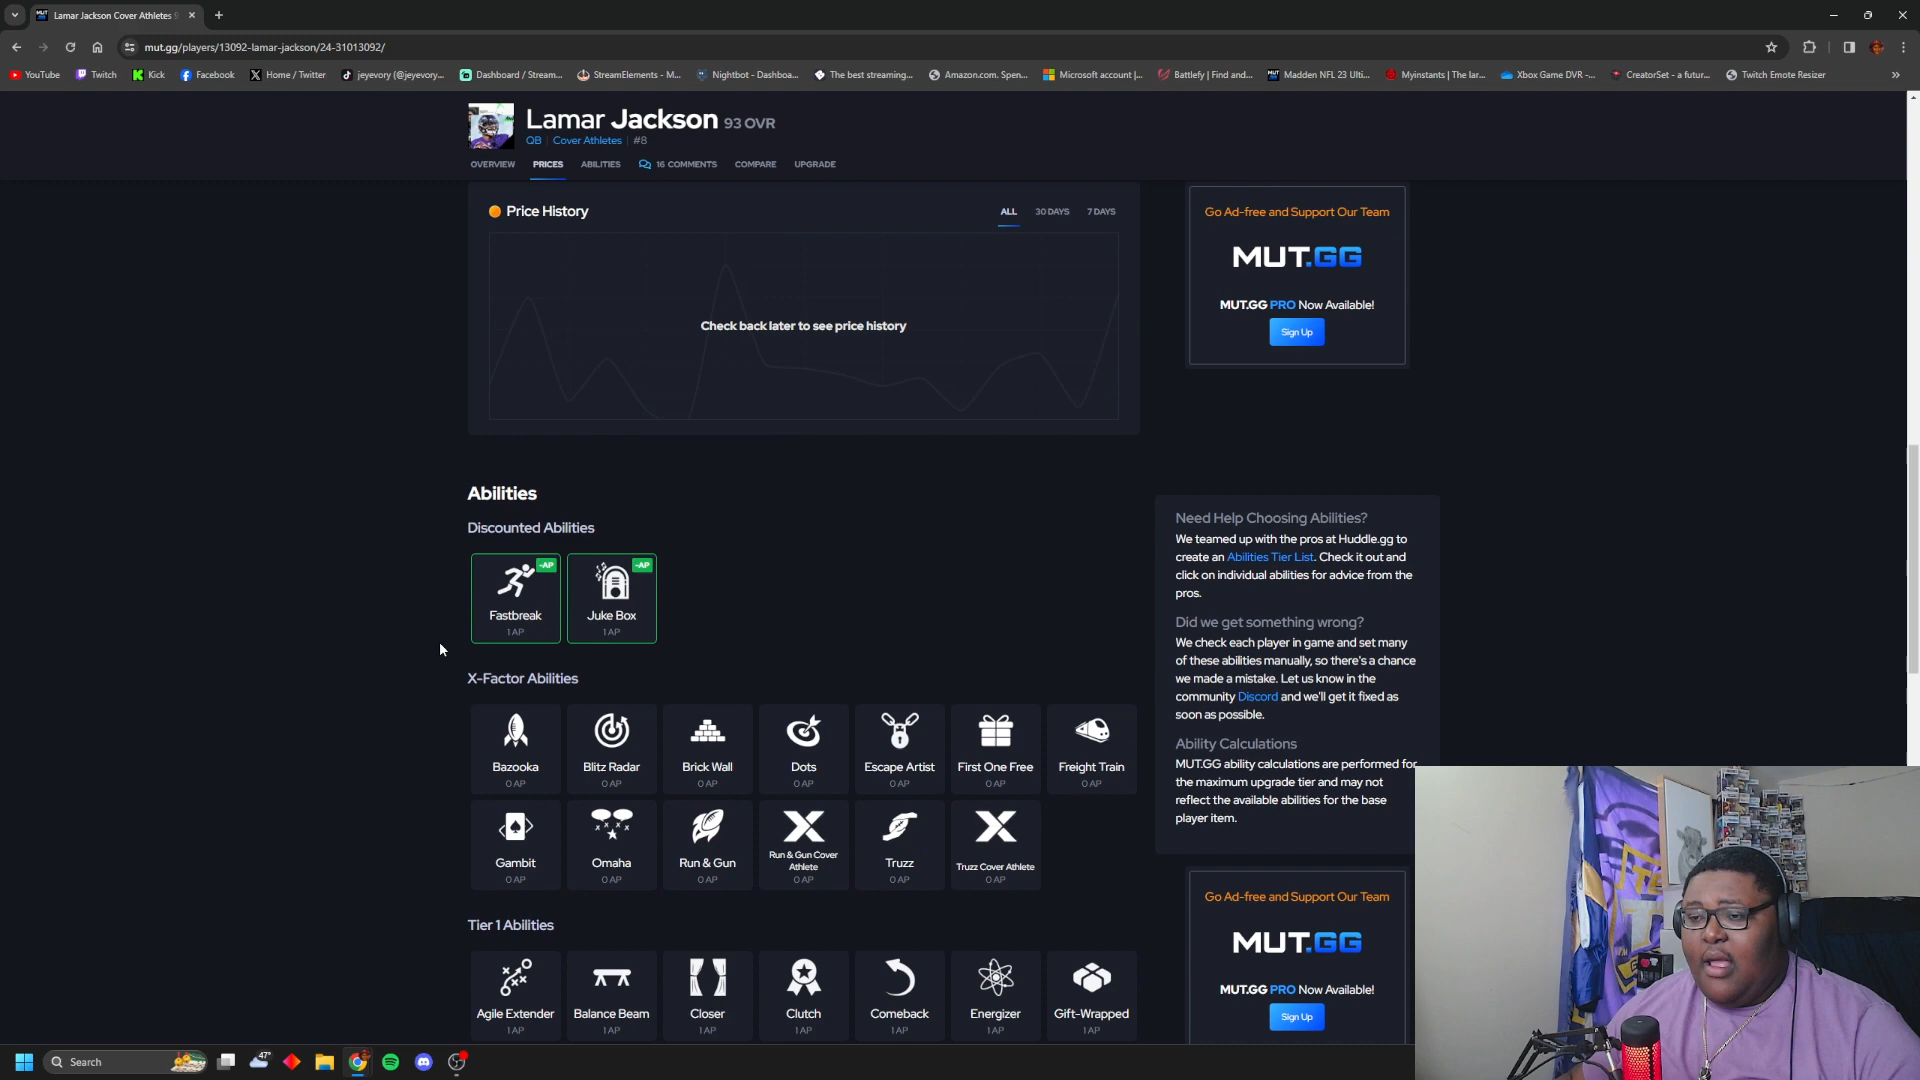 Lamar Jackson Cover Athletes 9
mut.gg/players/13092-lamar-jackson/24-31013092/
YouTube
Twitch
Kick
Facebook
Home / Twitter
jeyevory (@jeyevory...
Dashboard / Stream...
StreamElements - M...
Nightbot - Dashboa...
The best streaming...
Amazon.com. Spen...
Microsoft account |...
Battlefy | Find and...
Madden NFL 23 Ulti...
Myinstants | The lar...
Xbox Game DVR -...
CreatorSet - a futur...
Twitch Emote Resizer
Lamar Jackson 93 OVR
QB | Cover Athletes | #8
OVERVIEW PRICES ABILITIES 16 COMMENTS COMPARE UPGRADE
Price History
ALL 30 DAYS 7 DAYS
Check back later to see price history
Go Ad-free and Support Our Team
MUT.GG
MUT.GG PRO Now Available!
Sign Up
Abilities
Discounted Abilities
-AP
Fastbreak
1 AP
-AP
Juke Box
1 AP
X-Factor Abilities
Bazooka
0 AP
Blitz Radar
0 AP
Brick Wall
0 AP
Dots
0 AP
Escape Artist
0 AP
First One Free
0 AP
Freight Train
0 AP
Gambit
0 AP
Omaha
0 AP
Run & Gun
0 AP
Run & Gun Cover
Athlete
0 AP
Truzz
0 AP
Truzz Cover Athlete
0 AP
Tier 1 Abilities
Agile Extender
1 AP
Balance Beam
1 AP
Closer
1 AP
Clutch
1 AP
Comeback
1 AP
Energizer
1 AP
Gift-Wrapped
1 AP
Need Help Choosing Abilities?
We teamed up with the pros at Huddle.gg to
create an Abilities Tier List. Check it out and
click on individual abilities for advice from the
pros.
Did we get something wrong?
We check each player in game and set many
of these abilities manually, so there's a chance
we made a mistake. Let us know in the
community Discord and we'll get it fixed as
soon as possible.
Ability Calculations
MUT.GG ability calculations are performed for
the maximum upgrade tier and may not
reflect the available abilities for the base
player item.
Go Ad-free and Support Our Team
MUT.GG
MUT.GG PRO Now Available!
Sign Up
Search
47°